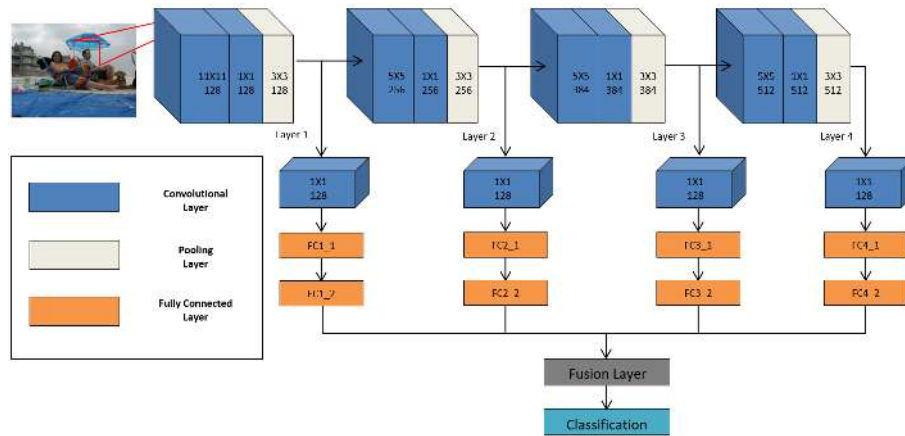 11X11 1X1 3X3
128 128 128
Layer 1
5X5 1X1 3X3
256 256 256
Layer 2
5X5 1X1 3X3
384 384 384
Layer 3
5X5 1X1 3X3
512 512 512
Layer 4
1X1
128
1X1
128
1X1
128
1X1
128
Convolutional
Layer
Pooling
Layer
Fully Connected
Layer
FC1_1
FC2_1
FC3_1
FC4_1
FC1_2
FC2_2
FC3_2
FC4_2
Fusion Layer
Classification